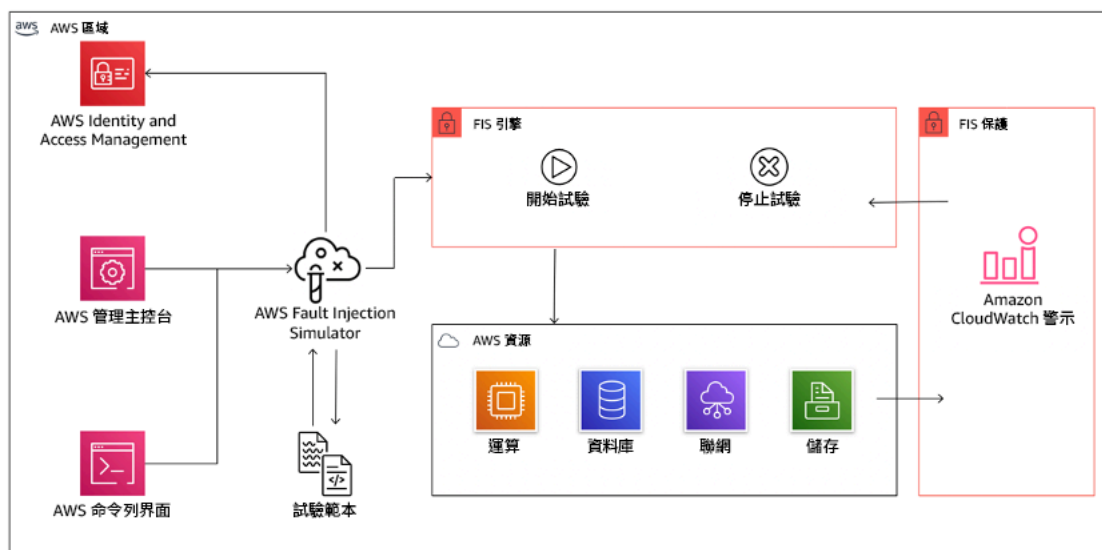 aws
AWS 區域
AWS Identity and
Access Management
AWS 管理主控台
AWS 命令列界面
AWS Fault Injection
Simulator
試驗範本
FIS 引擎
開始試驗
停止試驗
AWS 資源
運算
資料庫
聯網
儲存
FIS 保護
Amazon
CloudWatch 警示